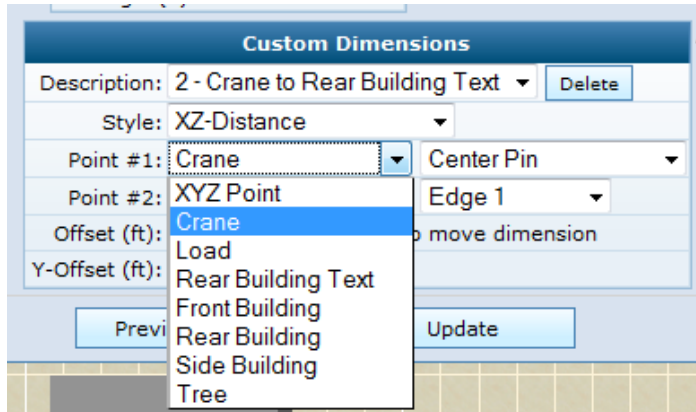 Custom Dimensions
Description: 2 - Crane to Rear Building Text Delete
Style: XZ-Distance
Point #1: Crane Center Pin
Point #2: XYZ Point Edge 1
Crane
Offset (ft): move dimension
Load
Y-Offset (ft): Rear Building Text
Front Building
Previ Rear Building Update
Side Building
Tree